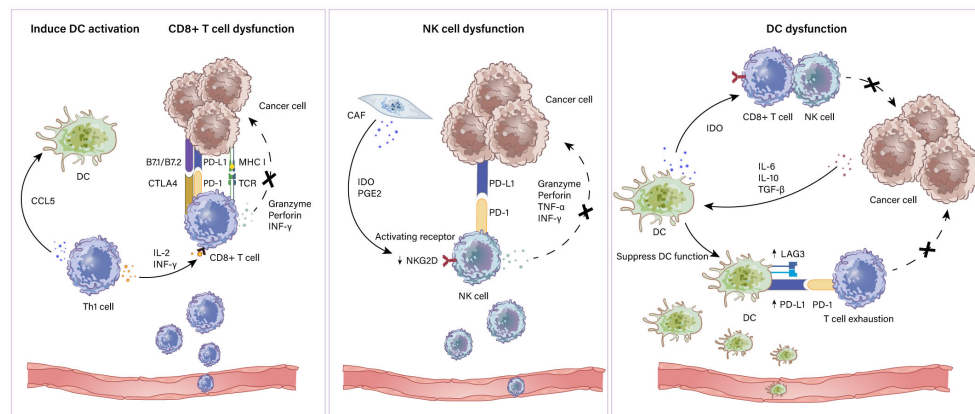 Induce DC activation
CD8+ T cell dysfunction
Cancer cell
DC
B7.1/B7.2
PD-L1
MHC I
CTLA4
PD-1
TCR
CCL5
Granzyme
Perforin
INF-γ
IL-2
INF-γ
CD8+ T cell
Th1 cell
NK cell dysfunction
CAF
Cancer cell
IDO
PGE2
PD-L1
Granzyme
Perforin
TNF-α
INF-γ
PD-1
Activating receptor
NKG2D
NK cell
DC dysfunction
CD8+ T cell
NK cell
IDO
IL-6
IL-10
TGF-β
Cancer cell
DC
Suppress DC function
LAG3
PD-L1
PD-1
DC
T cell exhaustion